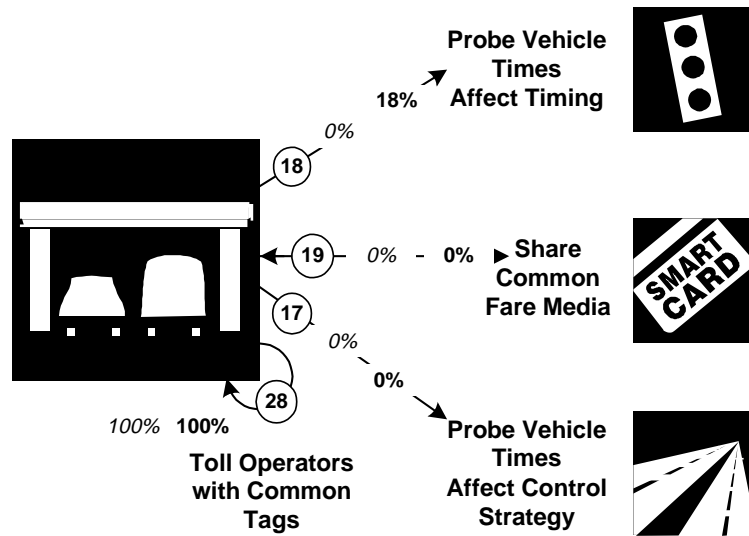 Probe Vehicle
Times
Affect Timing
18%
0%
18
19
0%
0%
Share
Common
Fare Media
SMART
CARD
17
0%
0%
28
100% 100%
Toll Operators
with Common
Tags
Probe Vehicle
Times
Affect Control
Strategy